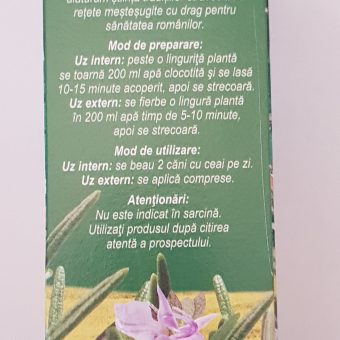 rețete meșteșugite cu drag pentru
sănătatea românilor.
Mod de preparare:
Uz intern: peste o linguriță plantă
se toarnă 200 ml apă clocotită și se lasă
10-15 minute acoperit, apoi se strecoară.
Uz extern: se fierbe o lingură plantă
în 200 ml apă timp de 5-10 minute,
apoi se strecoară.
Mod de utilizare:
Uz intern: se beau 2 căni cu ceai pe zi.
Uz extern: se aplică comprese.
Atenţionări:
Nu este indicat în sarcină.
Utilizaţi produsul după citirea
atentă a prospectului.